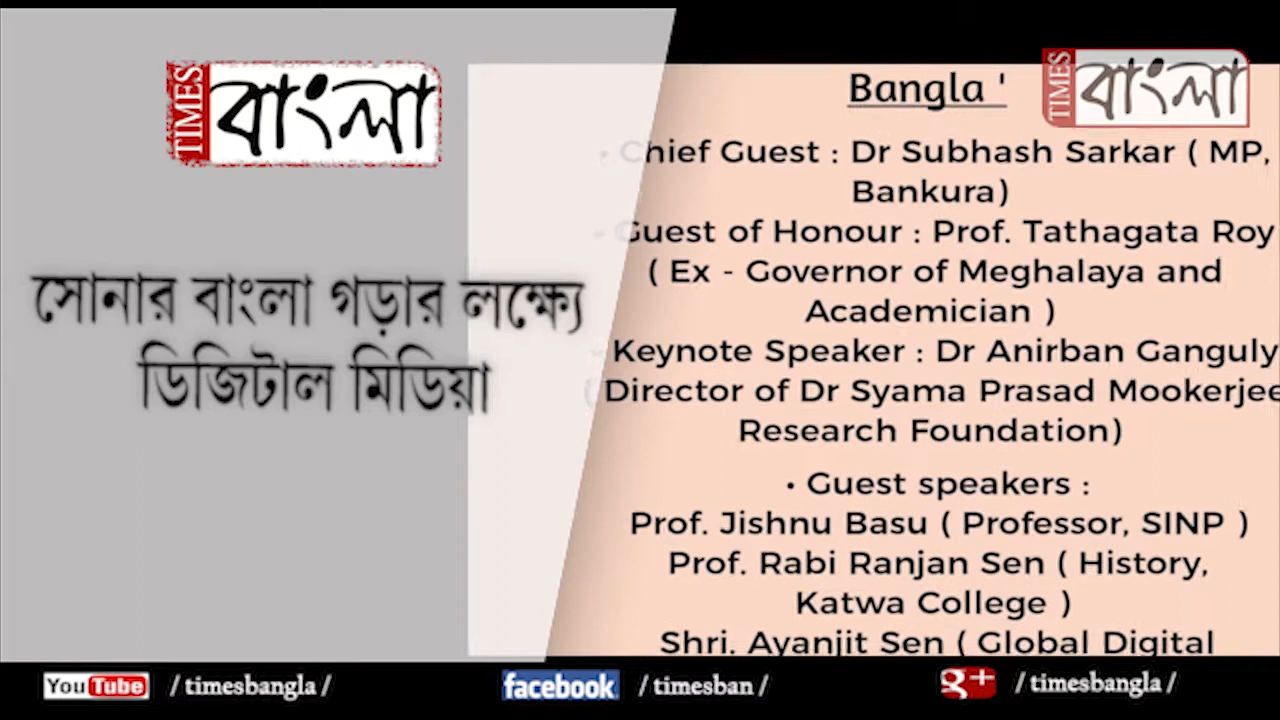 TIMES বাংলা
সোনার বাংলা গড়ার লক্ষ্যে
ডিজিটাল মিডিয়া
TIMES বাংলা
Bangla '
• Chief Guest : Dr Subhash Sarkar ( MP,
Bankura)
- Guest of Honour : Prof. Tathagata Roy
( Ex - Governor of Meghalaya and
Academician )
- Keynote Speaker : Dr Anirban Ganguly
( Director of Dr Syama Prasad Mookerjee
Research Foundation)
• Guest speakers :
Prof. Jishnu Basu ( Professor, SINP )
Prof. Rabi Ranjan Sen ( History,
Katwa College )
Shri. Ayanjit Sen ( Global Digital
YouTube / timesbangla /
facebook / timesban /
g+ / timesbangla /